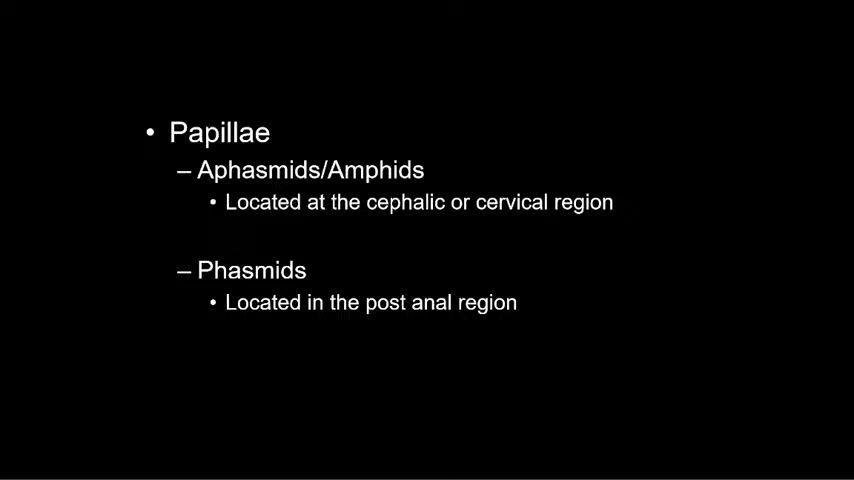 • Papillae
– Aphasmids/Amphids
• Located at the cephalic or cervical region
– Phasmids
• Located in the post anal region